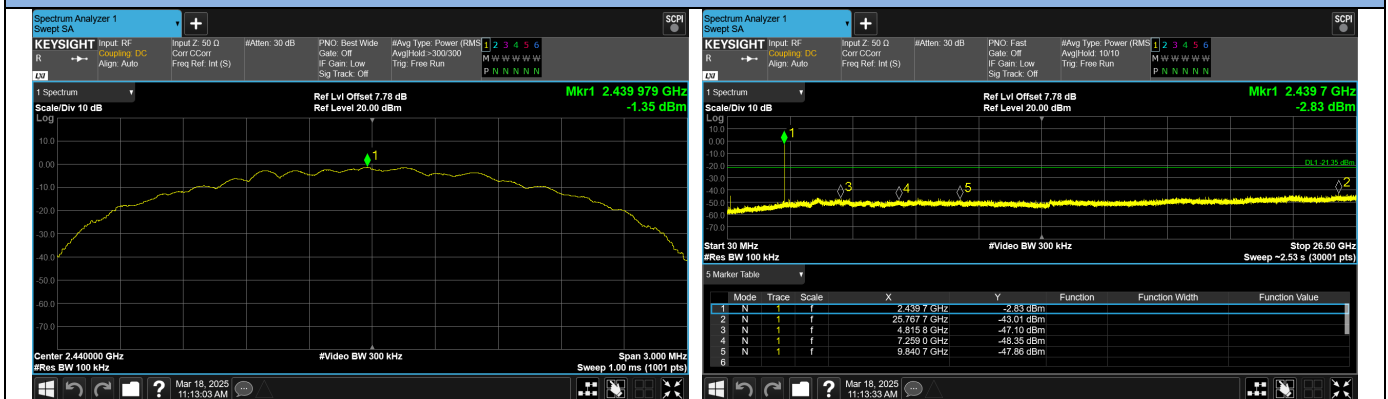 Spectrum Analyzer 1
Swept SA
+
SCPI
KEYSIGHT
R
LXI
Input: RF
Coupling: DC
Align: Auto
Input Z: 50 Ω
Corr CCorr
Freq Ref: Int (S)
#Atten: 30 dB
PNO: Best Wide
Gate: Off
IF Gain: Low
Sig Track: Off
#Avg Type: Power (RMS
Avg|Hold:>300/300
Trig: Free Run
1 2 3 4 5 6
M W W W W W
P N N N N N
1 Spectrum
Scale/Div 10 dB
Ref Lvl Offset 7.78 dB
Ref Level 20.00 dBm
Mkr1 2.439 979 GHz
-1.35 dBm
Log
10.0
0.00
-10.0
-20.0
-30.0
-40.0
-50.0
-60.0
-70.0
1
Center 2.440000 GHz
#Res BW 100 kHz
#Video BW 300 kHz
Span 3.000 MHz
Sweep 1.00 ms (1001 pts)
?
Mar 18, 2025
11:13:03 AM
Spectrum Analyzer 1
Swept SA
+
SCPI
KEYSIGHT
R
LXI
Input: RF
Coupling: DC
Align: Auto
Input Z: 50 Ω
Corr CCorr
Freq Ref: Int (S)
#Atten: 30 dB
PNO: Fast
Gate: Off
IF Gain: Low
Sig Track: Off
#Avg Type: Power (RMS
Avg|Hold: 10/10
Trig: Free Run
1 2 3 4 5 6
M W W W W W
P N N N N N
1 Spectrum
Scale/Div 10 dB
Ref Lvl Offset 7.78 dB
Ref Level 20.00 dBm
Mkr1 2.439 7 GHz
-2.83 dBm
Log
10.0
0.00
-10.0
-20.0
-30.0
-40.0
-50.0
-60.0
-70.0
1
DL1 -21.35 dBm
3
4
5
2
Start 30 MHz
#Res BW 100 kHz
#Video BW 300 kHz
Stop 26.50 GHz
Sweep ~2.53 s (30001 pts)
5 Marker Table
Mode Trace Scale X Y Function Function Width Function Value
1 N 1 f 2.439 7 GHz -2.83 dBm
2 N 1 f 25.767 7 GHz -43.01 dBm
3 N 1 f 4.815 8 GHz -47.10 dBm
4 N 1 f 7.259 0 GHz -48.35 dBm
5 N 1 f 9.840 7 GHz -47.86 dBm
6
?
Mar 18, 2025
11:13:33 AM